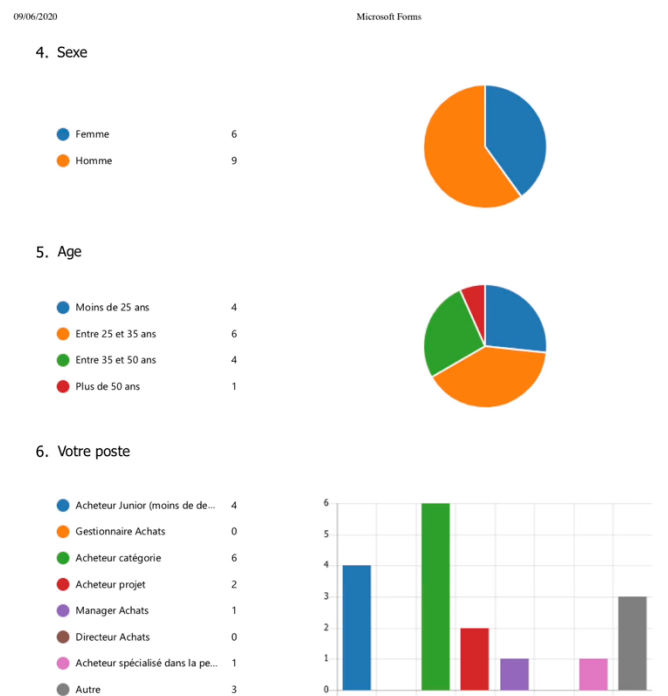 09/06/2020 Microsoft Forms
4. Sexe
Femme 6
Homme 9
5. Age
Moins de 25 ans 4
Entre 25 et 35 ans 6
Entre 35 et 50 ans 4
Plus de 50 ans 1
6. Votre poste
Acheteur Junior (moins de de... 4
Gestionnaire Achats 0
Acheteur catégorie 6
Acheteur projet 2
Manager Achats 1
Directeur Achats 0
Acheteur spécialisé dans la pe... 1
Autre 3
6
5
4
3
2
1
0